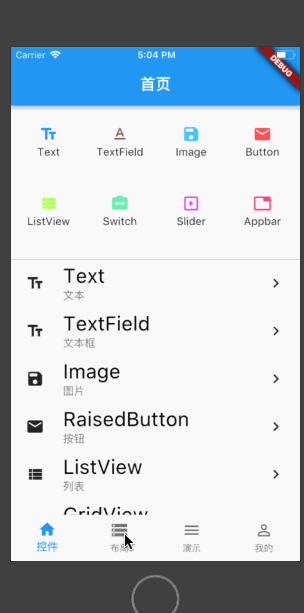 Carrier 5:04 PM
DEBUG
首页
Text TextField Image Button
ListView Switch Slider Appbar
Text
文本
TextField
文本框
Image
图片
RaisedButton
按钮
ListView
列表
GridView
控件 布局 演示 我的